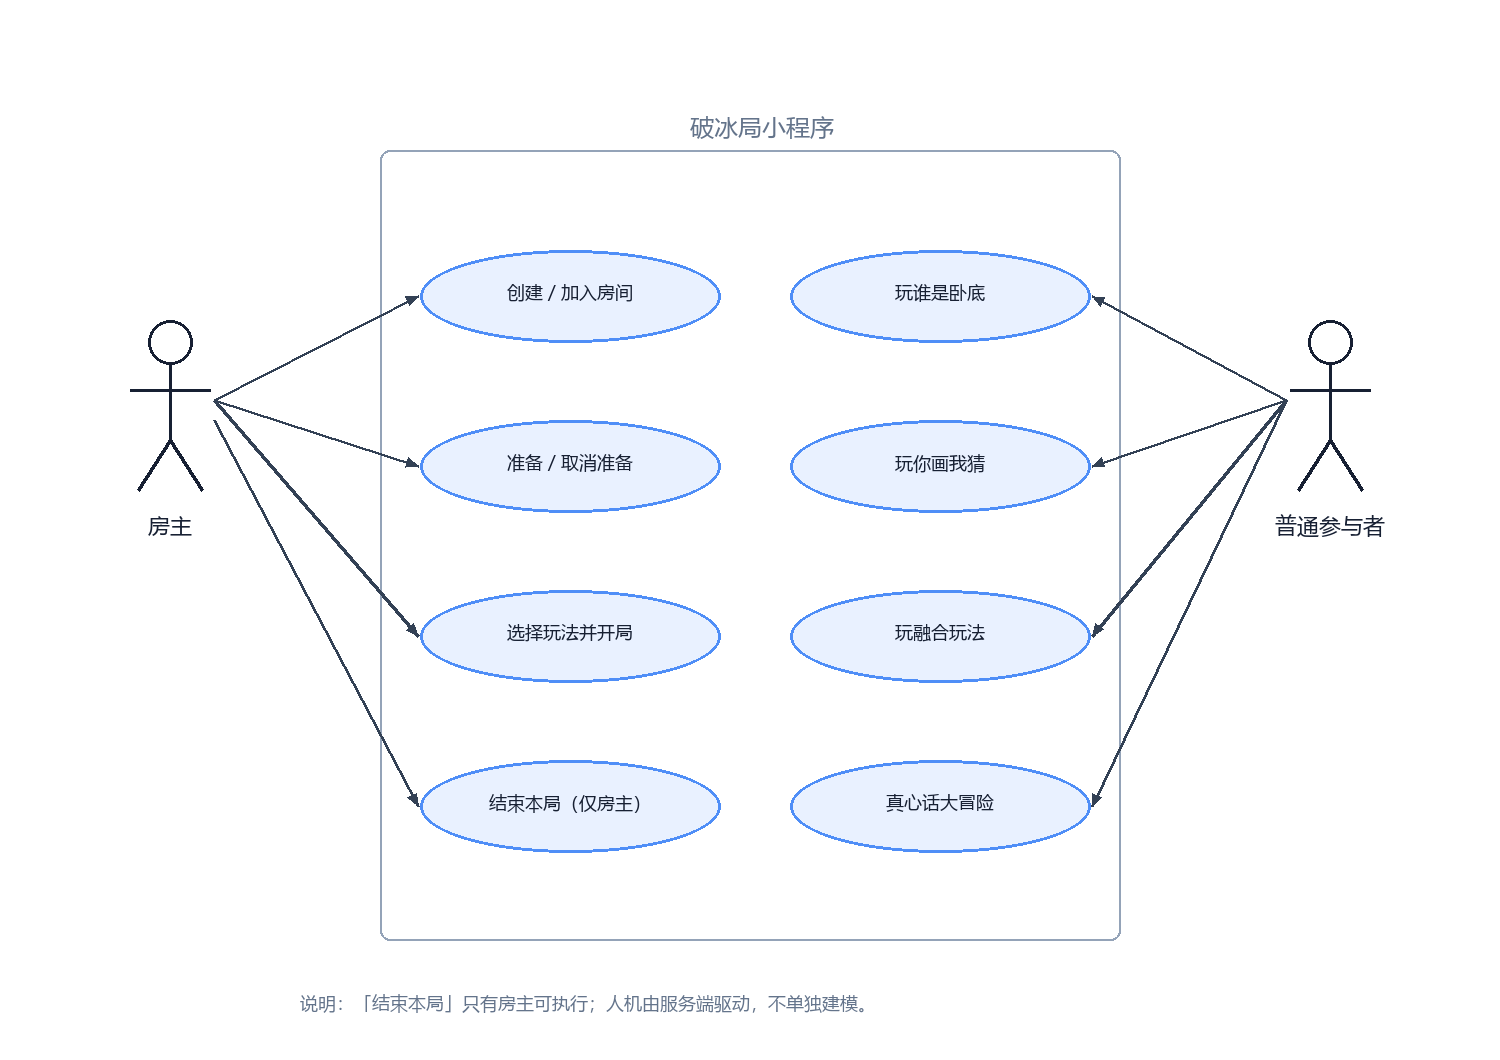 破冰局小程序
创建 / 加入房间
玩谁是卧底
准备 / 取消准备
玩你画我猜
房主
普通参与者
选择玩法并开局
玩融合玩法
结束本局（仅房主）
真心话大冒险
说明：「结束本局」只有房主可执行；人机由服务端驱动，不单独建模。